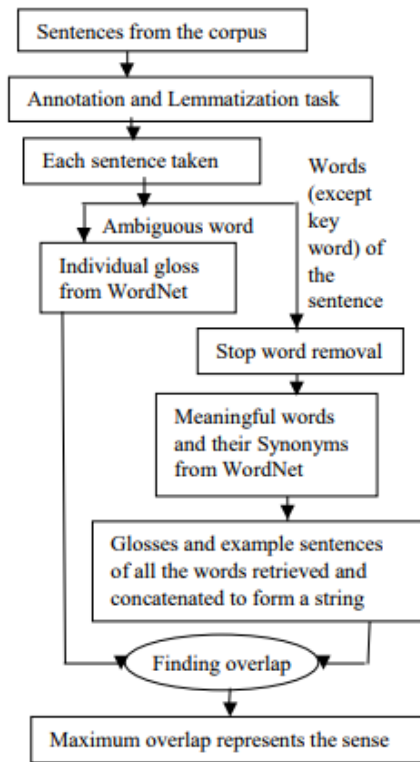 Sentences from the corpus
Annotation and Lemmatization task
Each sentence taken
Words
(except
key
word) of
the
sentence
Ambiguous word
Individual gloss
from WordNet
Stop word removal
Meaningful words
and their Synonyms
from WordNet
Glosses and example sentences
of all the words retrieved and
concatenated to form a string
Finding overlap
Maximum overlap represents the sense